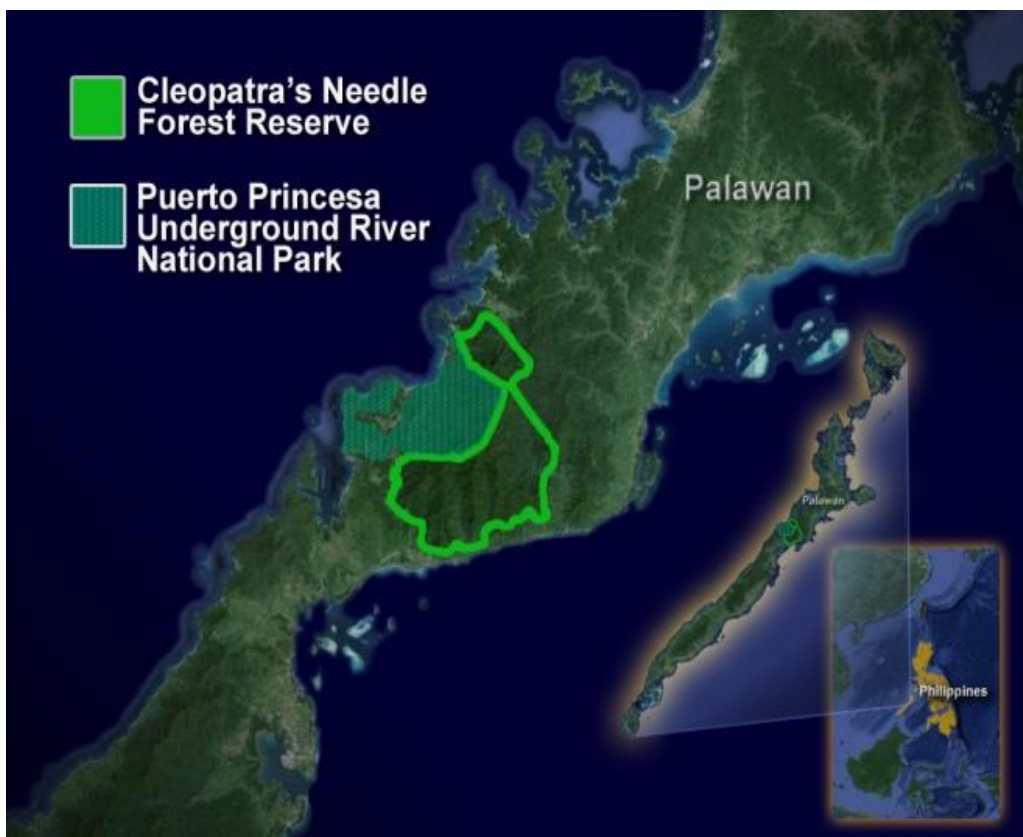 Cleopatra's Needle
Forest Reserve
Puerto Princesa
Underground River
National Park
Palawan
Palawan
Philippines